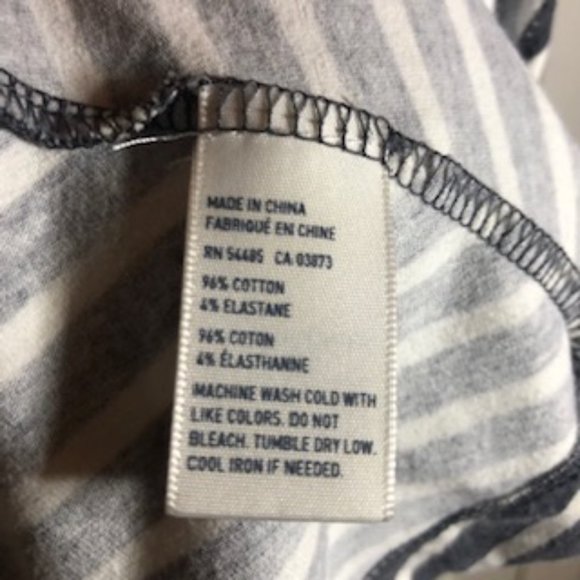 MADE IN CHINA
FABRIQUÉ EN CHINE
RN 54485 CA 03873
96% COTTON
4% ELASTANE
96% COTON
4% ÉLASTHANNE
MACHINE WASH COLD WITH
LIKE COLORS. DO NOT
BLEACH. TUMBLE DRY LOW.
COOL IRON IF NEEDED.